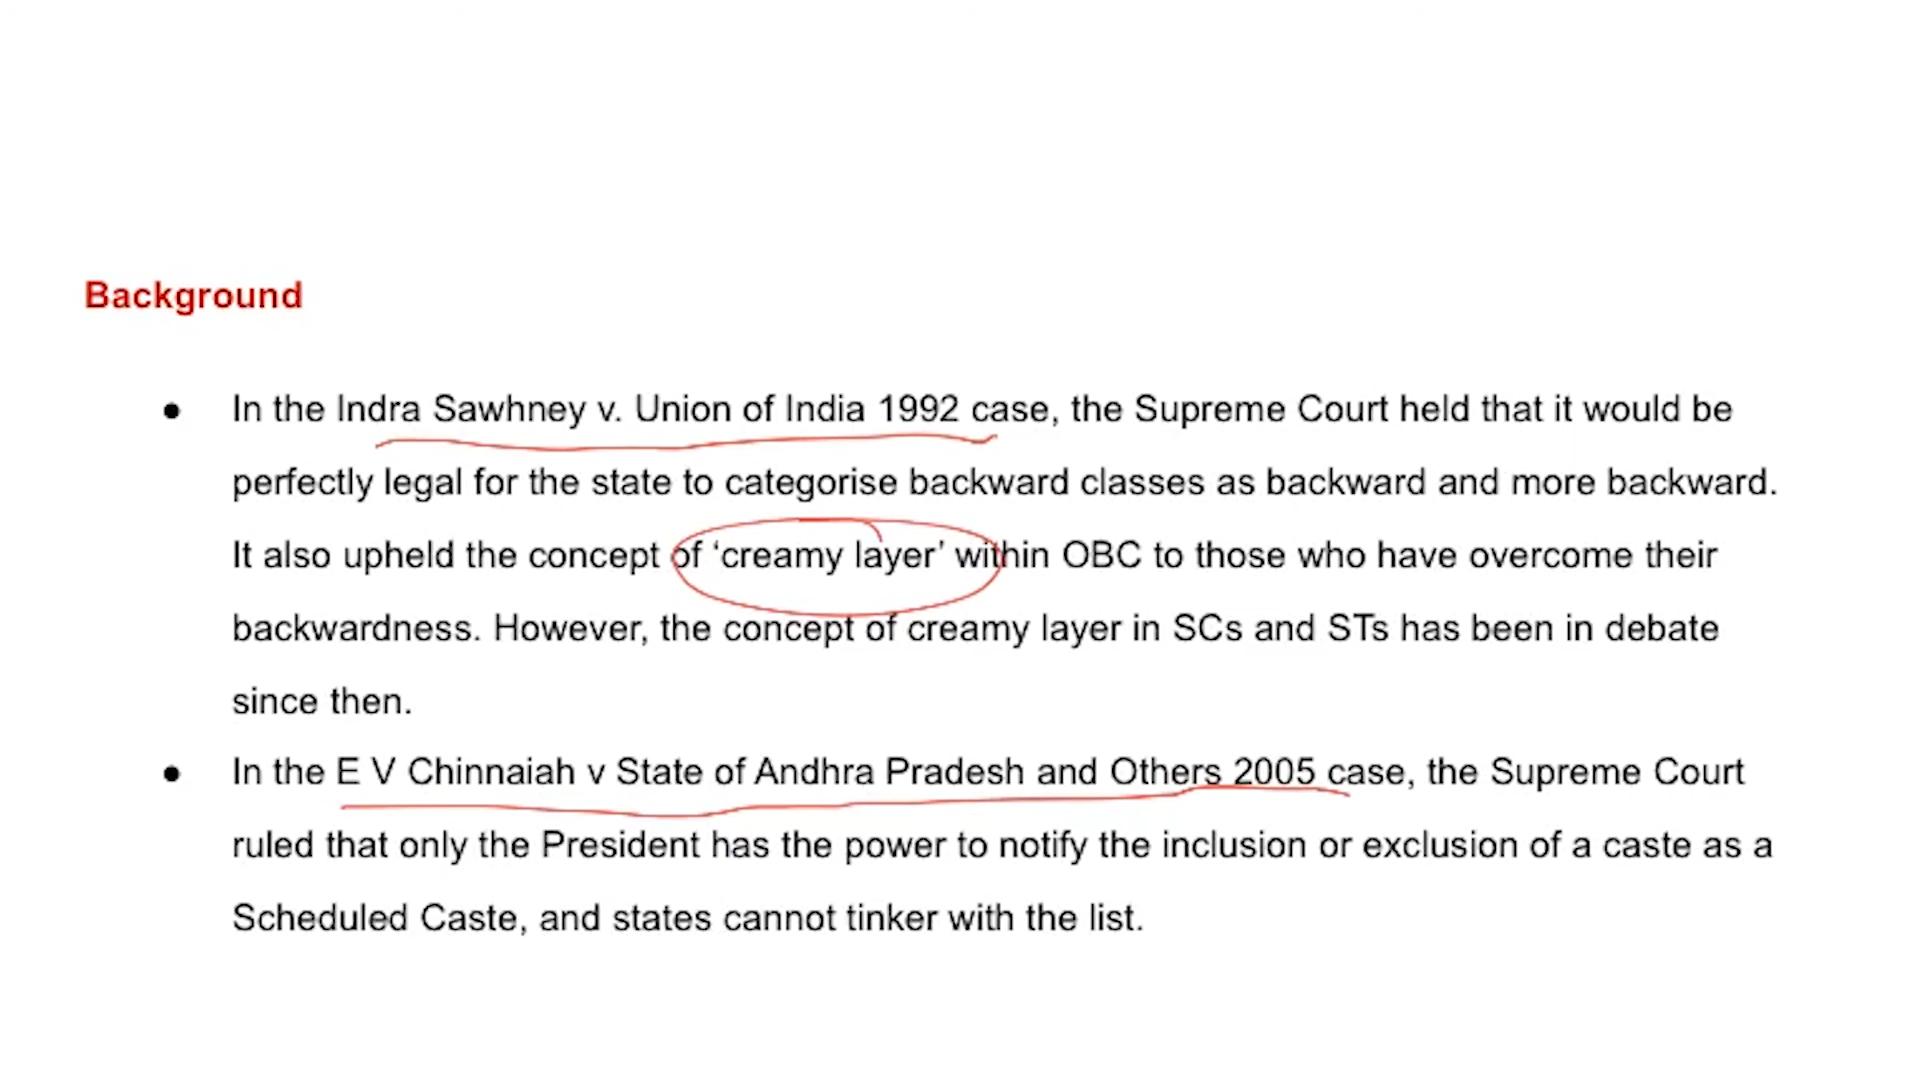 Background
● In the Indra Sawhney v. Union of India 1992 case, the Supreme Court held that it would be
perfectly legal for the state to categorise backward classes as backward and more backward.
It also upheld the concept of ‘creamy layer’ within OBC to those who have overcome their
backwardness. However, the concept of creamy layer in SCs and STs has been in debate
since then.
● In the E V Chinnaiah v State of Andhra Pradesh and Others 2005 case, the Supreme Court
ruled that only the President has the power to notify the inclusion or exclusion of a caste as a
Scheduled Caste, and states cannot tinker with the list.